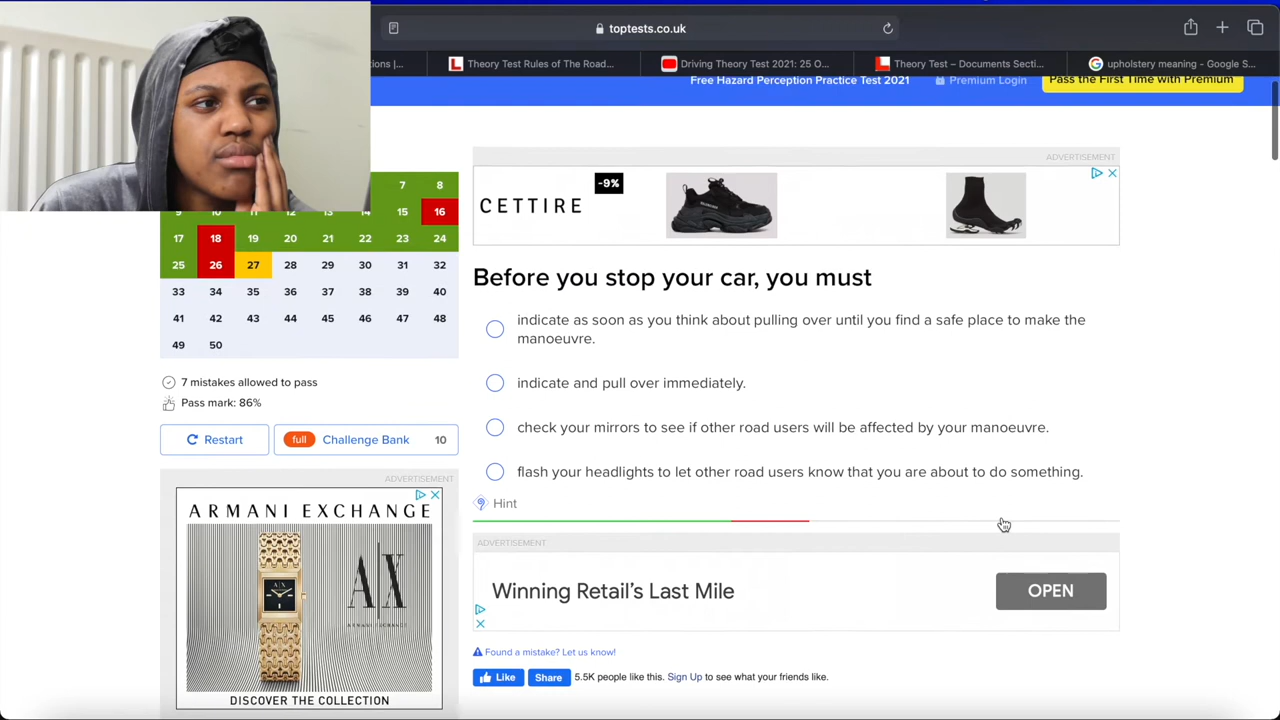 toptests.co.uk
tions |...
Theory Test Rules of The Road...
Driving Theory Test 2021: 25 O...
Theory Test – Documents Secti...
upholstery meaning - Google S...
Free Hazard Perception Practice Test 2021
Premium Login
Pass the First Time with Premium
ADVERTISEMENT
CETTIRE
-9%
7 8
9 10 11 12 13 14 15 16
17 18 19 20 21 22 23 24
25 26 27 28 29 30 31 32
33 34 35 36 37 38 39 40
41 42 43 44 45 46 47 48
49 50
7 mistakes allowed to pass
Pass mark: 86%
Restart
full Challenge Bank 10
ADVERTISEMENT
ARMANI EXCHANGE
A|X
ARMANI EXCHANGE
DISCOVER THE COLLECTION
Before you stop your car, you must
indicate as soon as you think about pulling over until you find a safe place to make the
manoeuvre.
indicate and pull over immediately.
check your mirrors to see if other road users will be affected by your manoeuvre.
flash your headlights to let other road users know that you are about to do something.
Hint
ADVERTISEMENT
Winning Retail's Last Mile
OPEN
Found a mistake? Let us know!
Like
Share
5.5K people like this. Sign Up to see what your friends like.